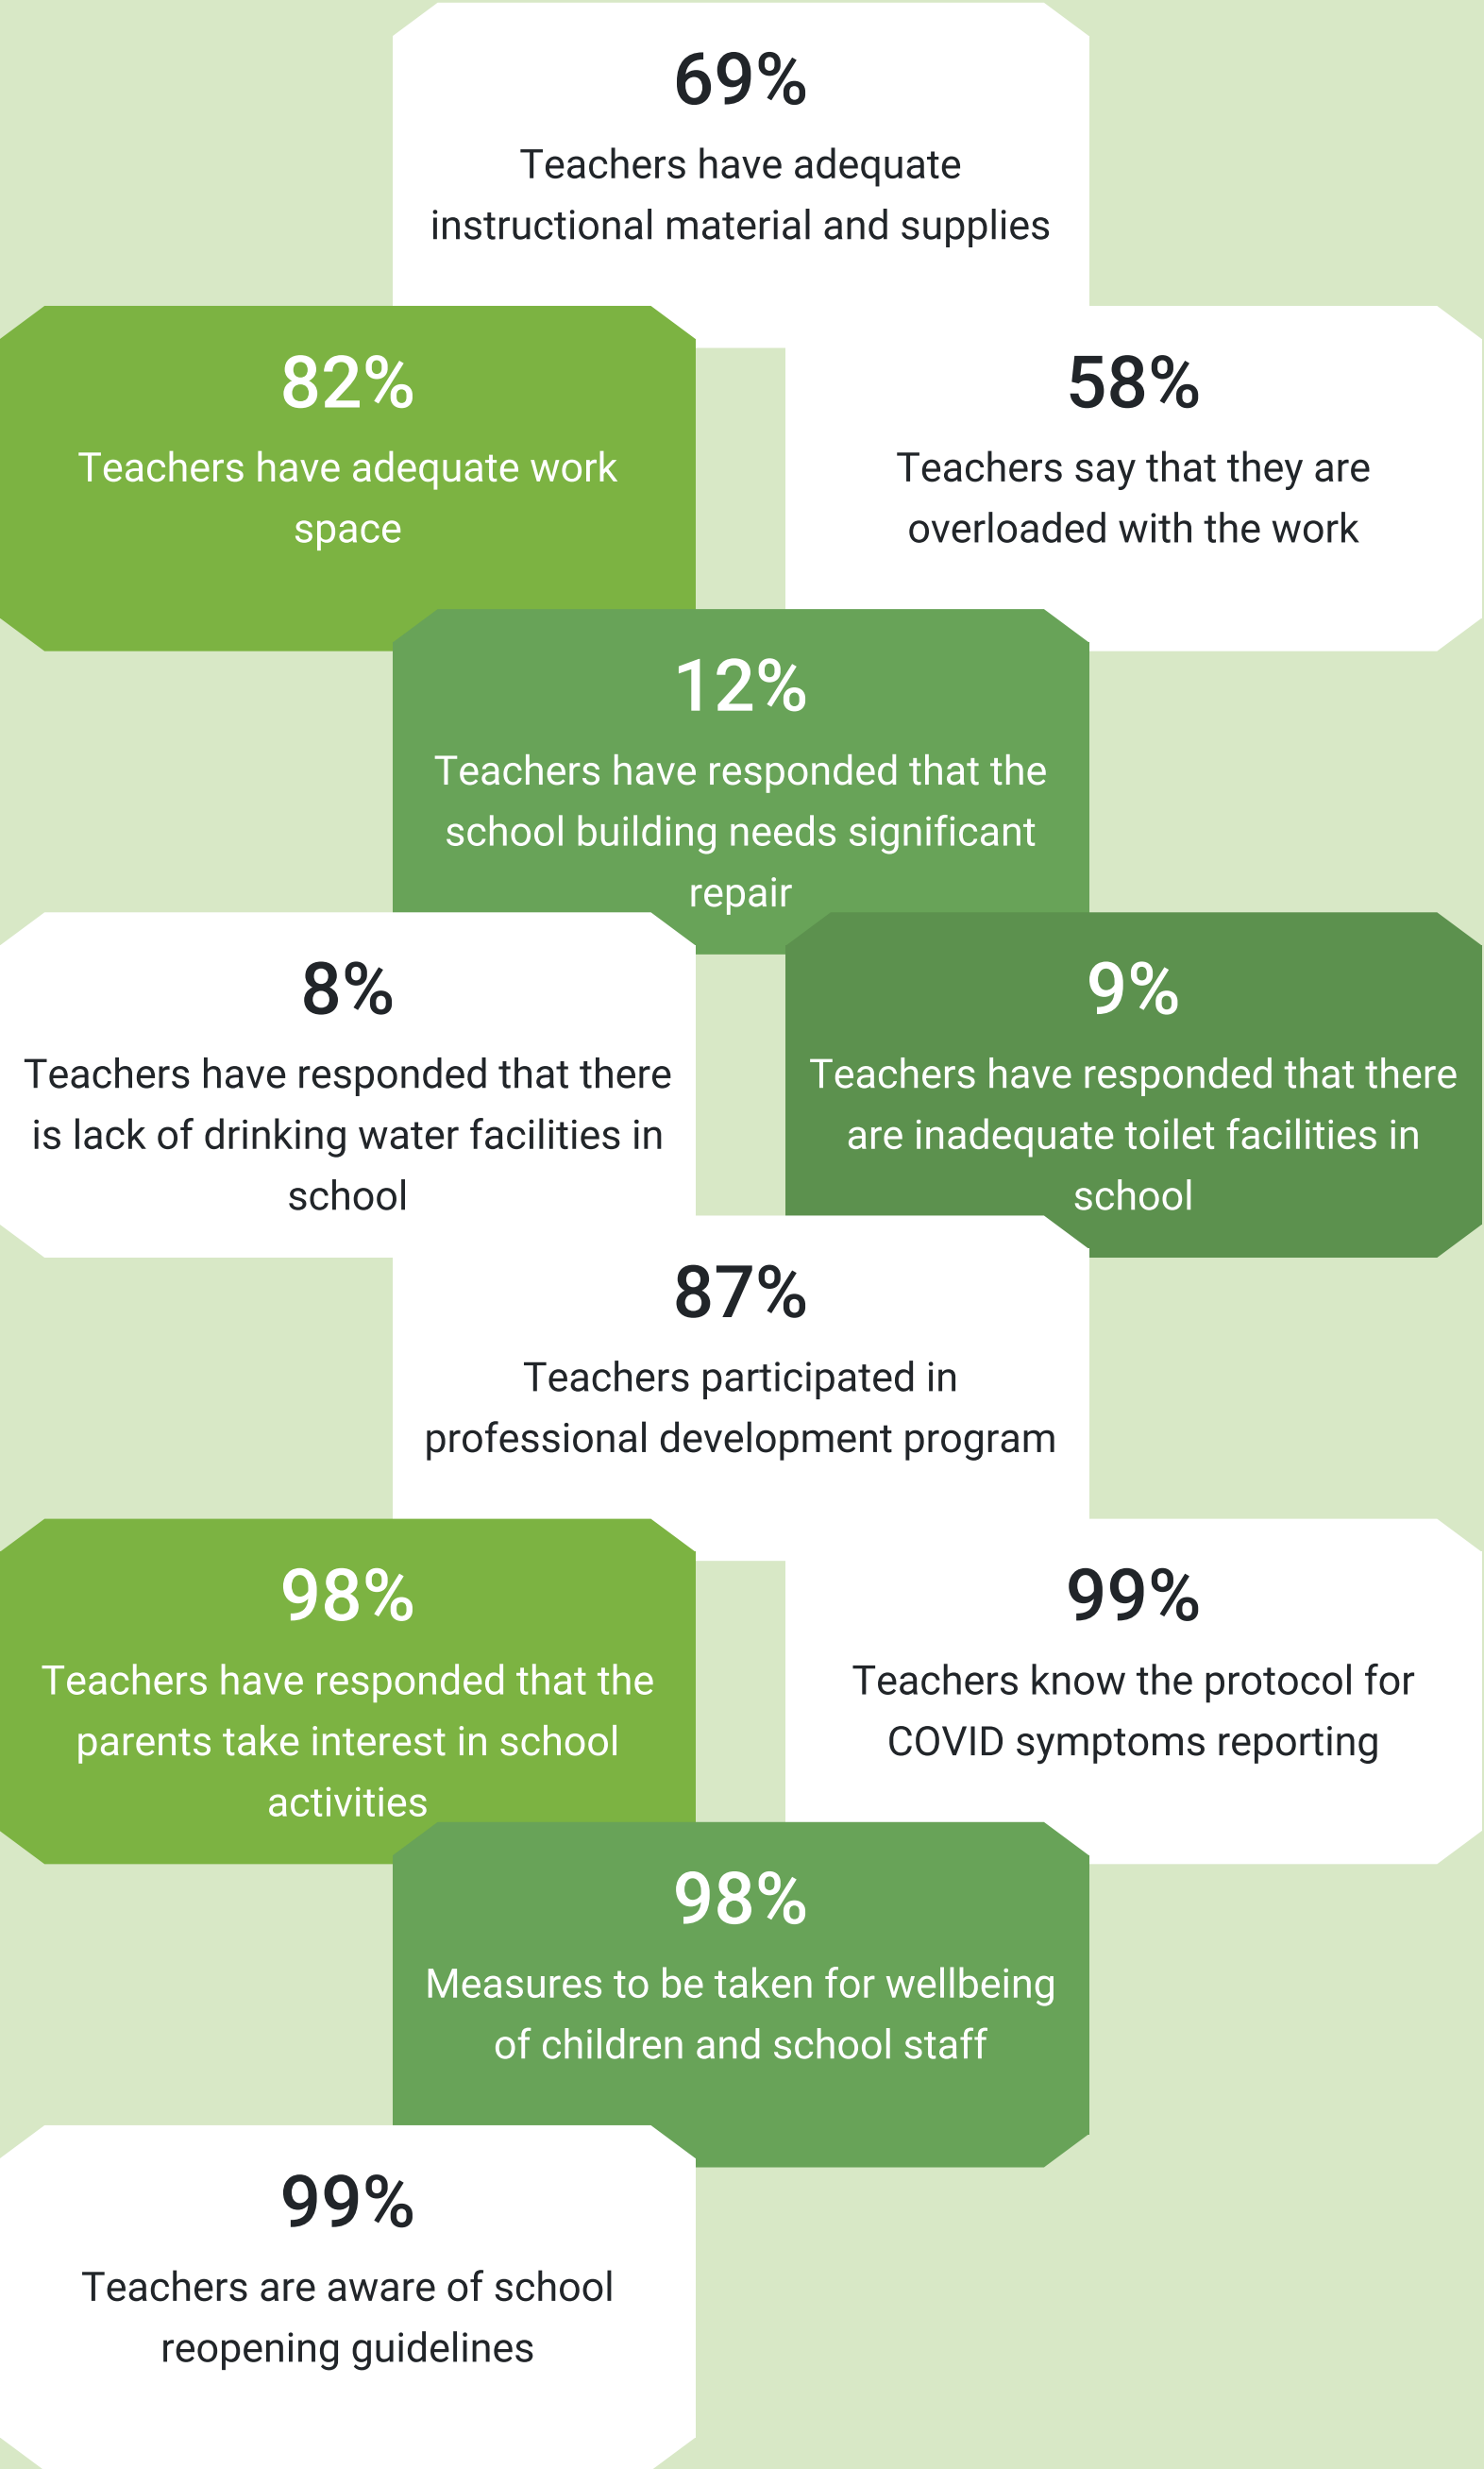 69%
Teachers have adequate
instructional material and supplies
82%
Teachers have adequate work
space
58%
Teachers say that they are
overloaded with the work
12%
Teachers have responded that the
school building needs significant
repair
8%
Teachers have responded that there
is lack of drinking water facilities in
school
9%
Teachers have responded that there
are inadequate toilet facilities in
school
87%
Teachers participated in
professional development program
98%
Teachers have responded that the
parents take interest in school
activities
99%
Teachers know the protocol for
COVID symptoms reporting
98%
Measures to be taken for wellbeing
of children and school staff
99%
Teachers are aware of school
reopening guidelines